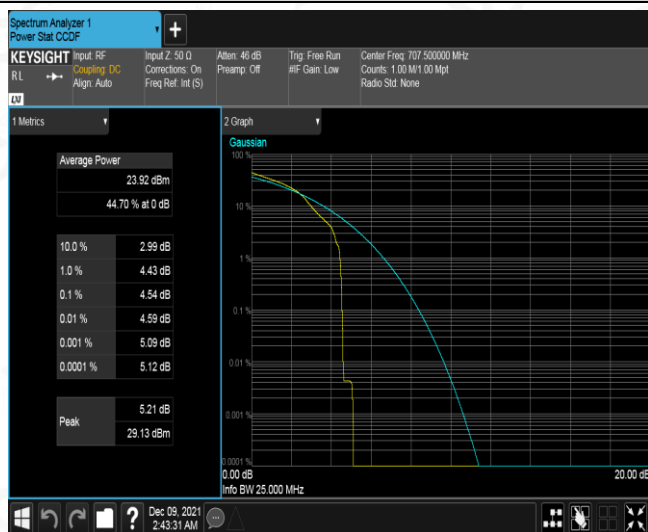 Spectrum Analyzer 1
Power Stat CCDF
+
KEYSIGHT
RL
LXI
Input: RF
Coupling: DC
Align: Auto
Input Z: 50 Ω
Corrections: On
Freq Ref: Int (S)
Atten: 46 dB
Preamp: Off
Trig: Free Run
#IF Gain: Low
Center Freq: 707.500000 MHz
Counts: 1.00 M/1.00 Mpt
Radio Std: None
1 Metrics
Average Power
23.92 dBm
44.70 % at 0 dB
10.0 % 2.99 dB
1.0 % 4.43 dB
0.1 % 4.54 dB
0.01 % 4.59 dB
0.001 % 5.09 dB
0.0001 % 5.12 dB
Peak
5.21 dB
29.13 dBm
2 Graph
Gaussian
100 %
10 %
1 %
0.1 %
0.01 %
0.001 %
0.0001 %
0.00 dB
20.00 dB
Info BW 25.000 MHz
?
Dec 09, 2021
2:43:31 AM